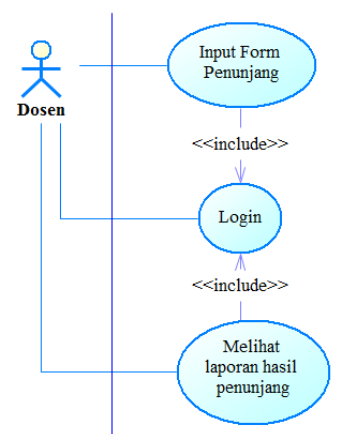 Input Form
Penunjang
Dosen
<<include>>
Login
<<include>>
Melihat
laporan hasil
penunjang